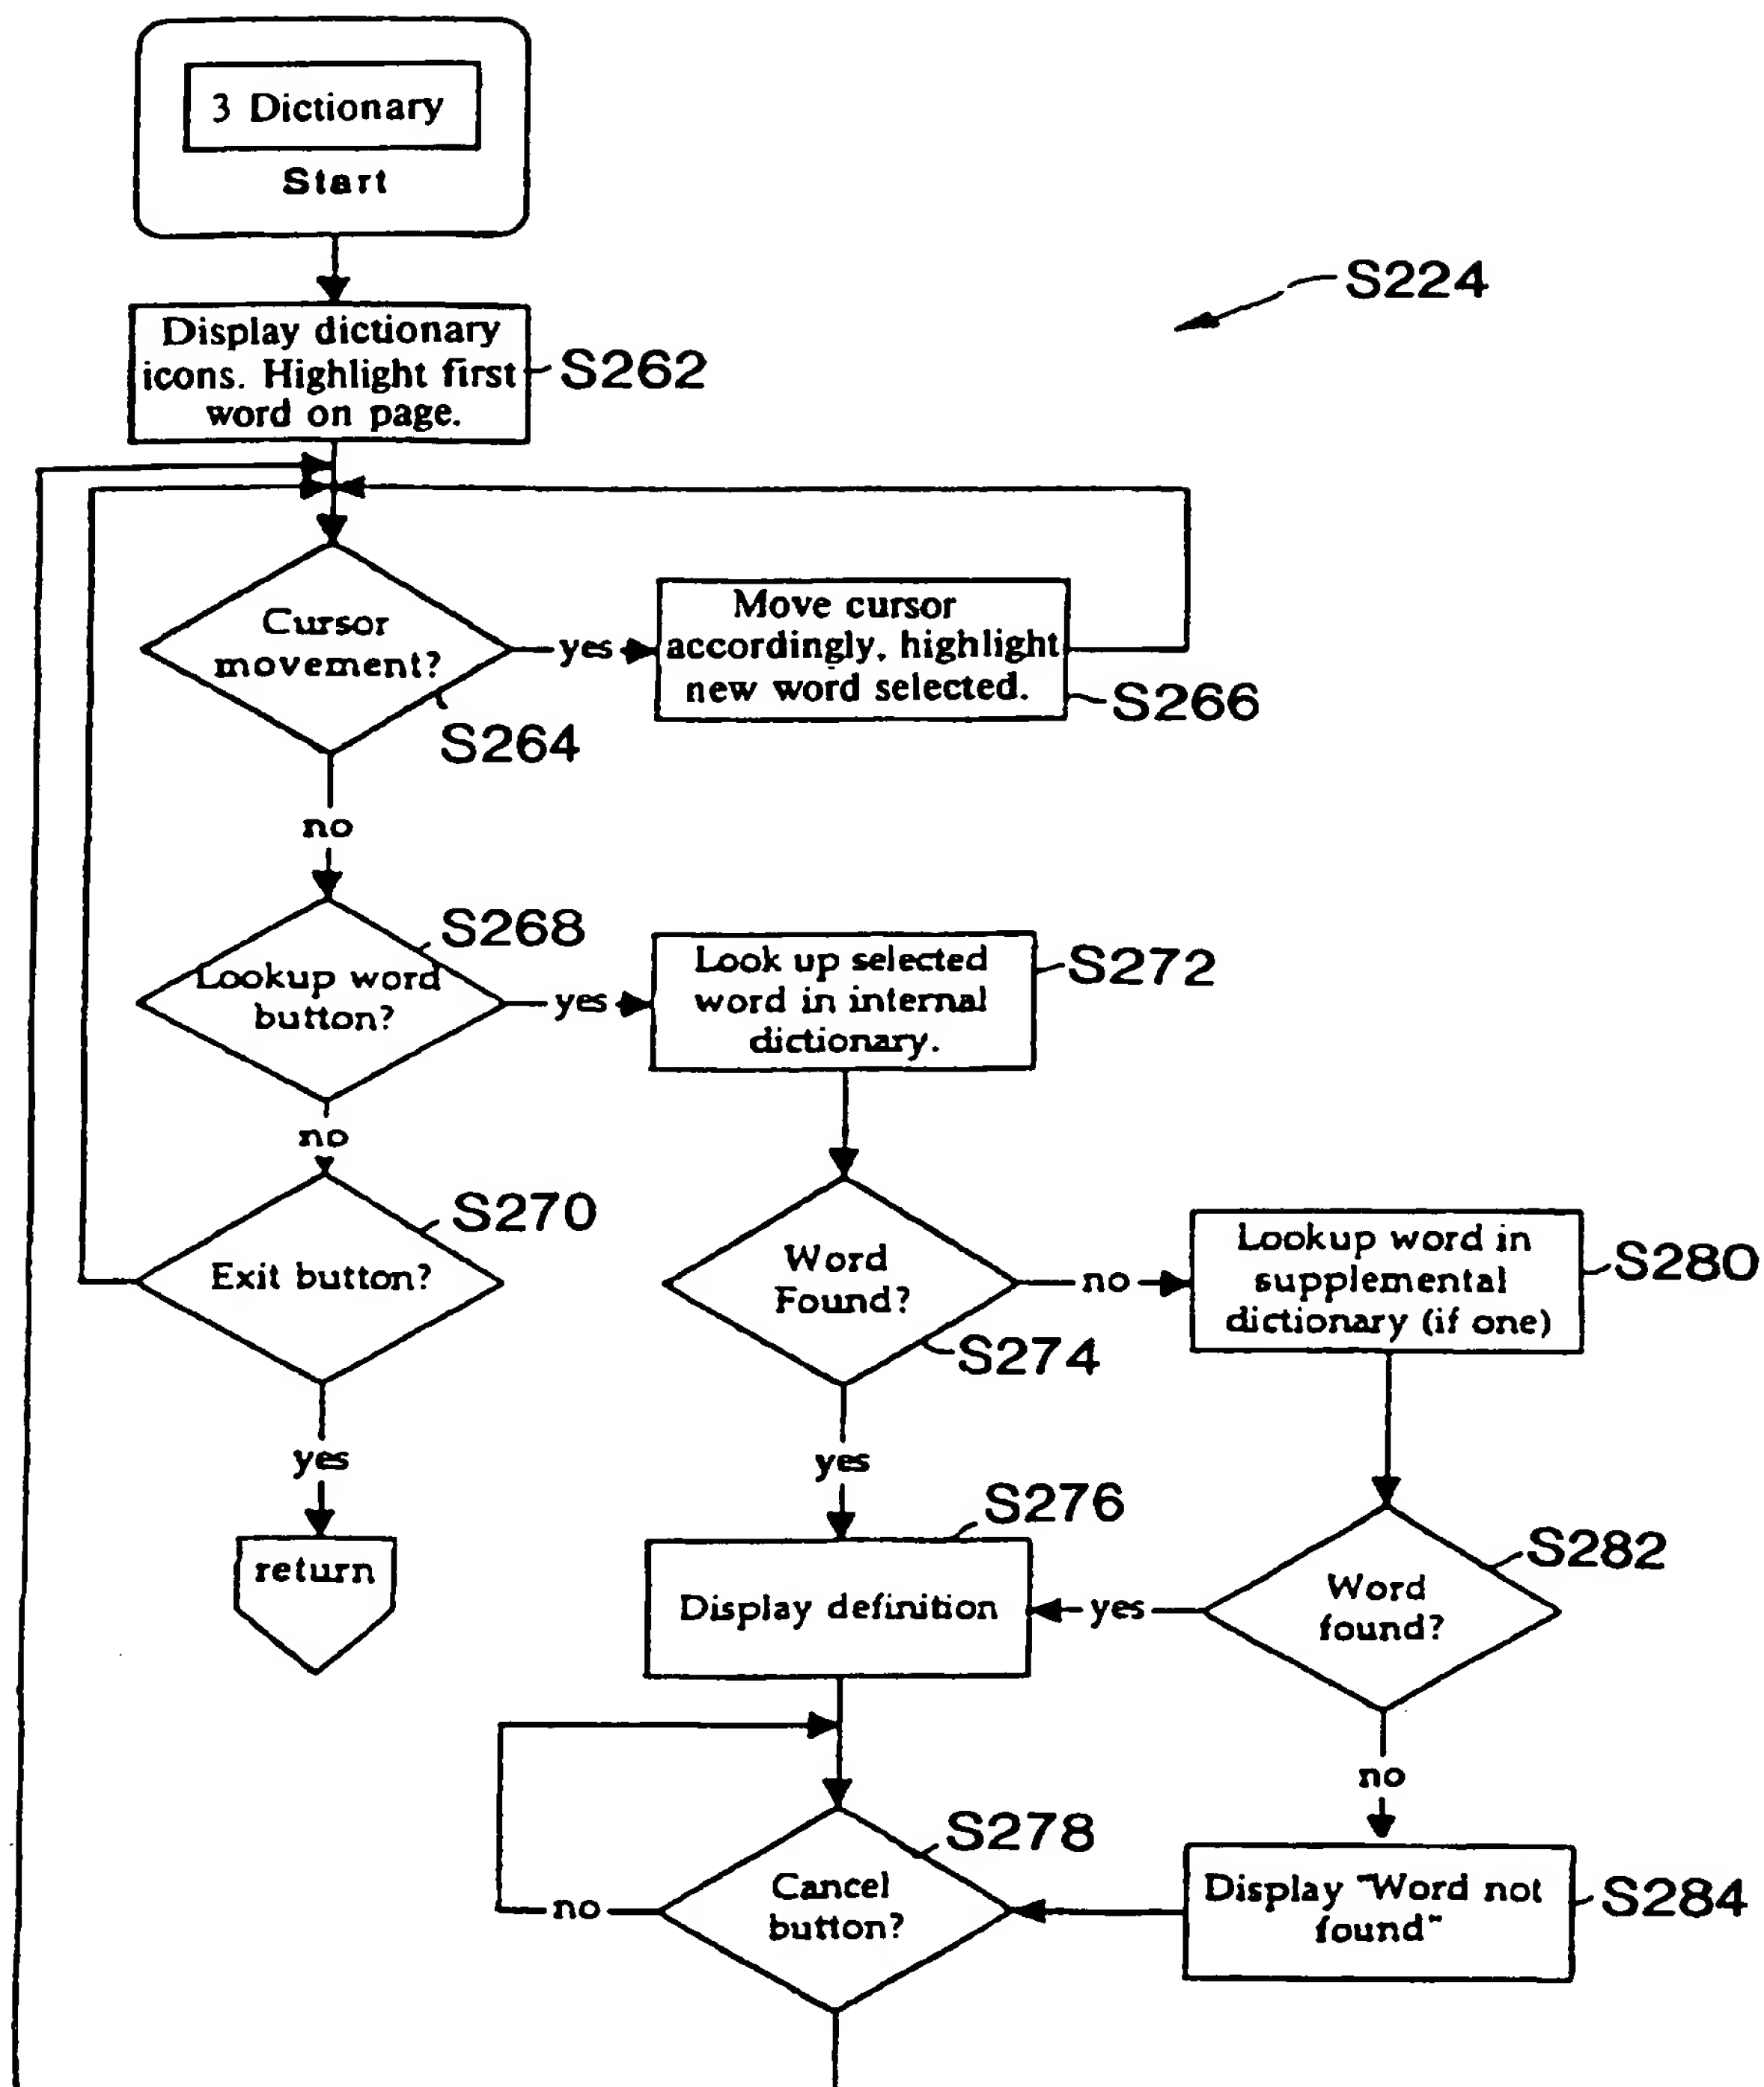 3 Dictionary
Start
S224
Display dictionary
icons. Highlight first
word on page.
S262
Cursor
movement?
S264
yes
Move cursor
accordingly, highlight
new word selected.
S266
no
Lookup word
button?
S268
yes
Look up selected
word in internal
dictionary.
S272
no
Exit button?
S270
yes
return
Word
Found?
S274
no
Lookup word in
supplemental
dictionary (if one)
S280
yes
Display definition
S276
Word
found?
S282
yes
no
Display "Word not
found"
S284
Cancel
button?
S278
no